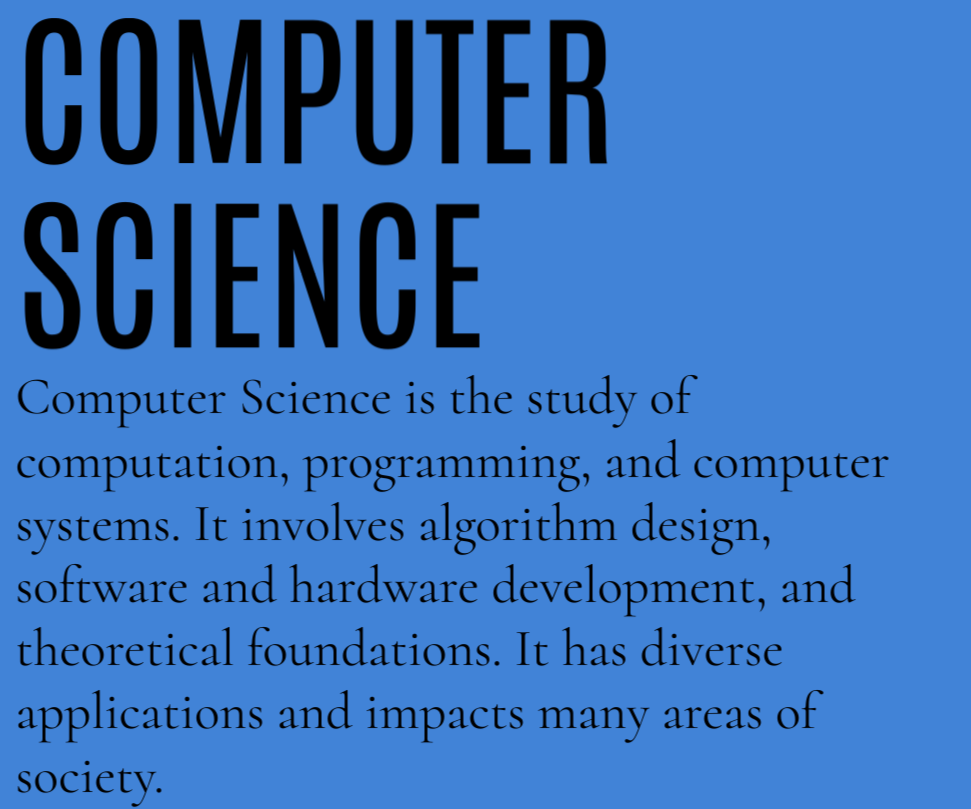 COMPUTER
SCIENCE
Computer Science is the study of
computation, programming, and computer
systems. It involves algorithm design,
software and hardware development, and
theoretical foundations. It has diverse
applications and impacts many areas of
society.